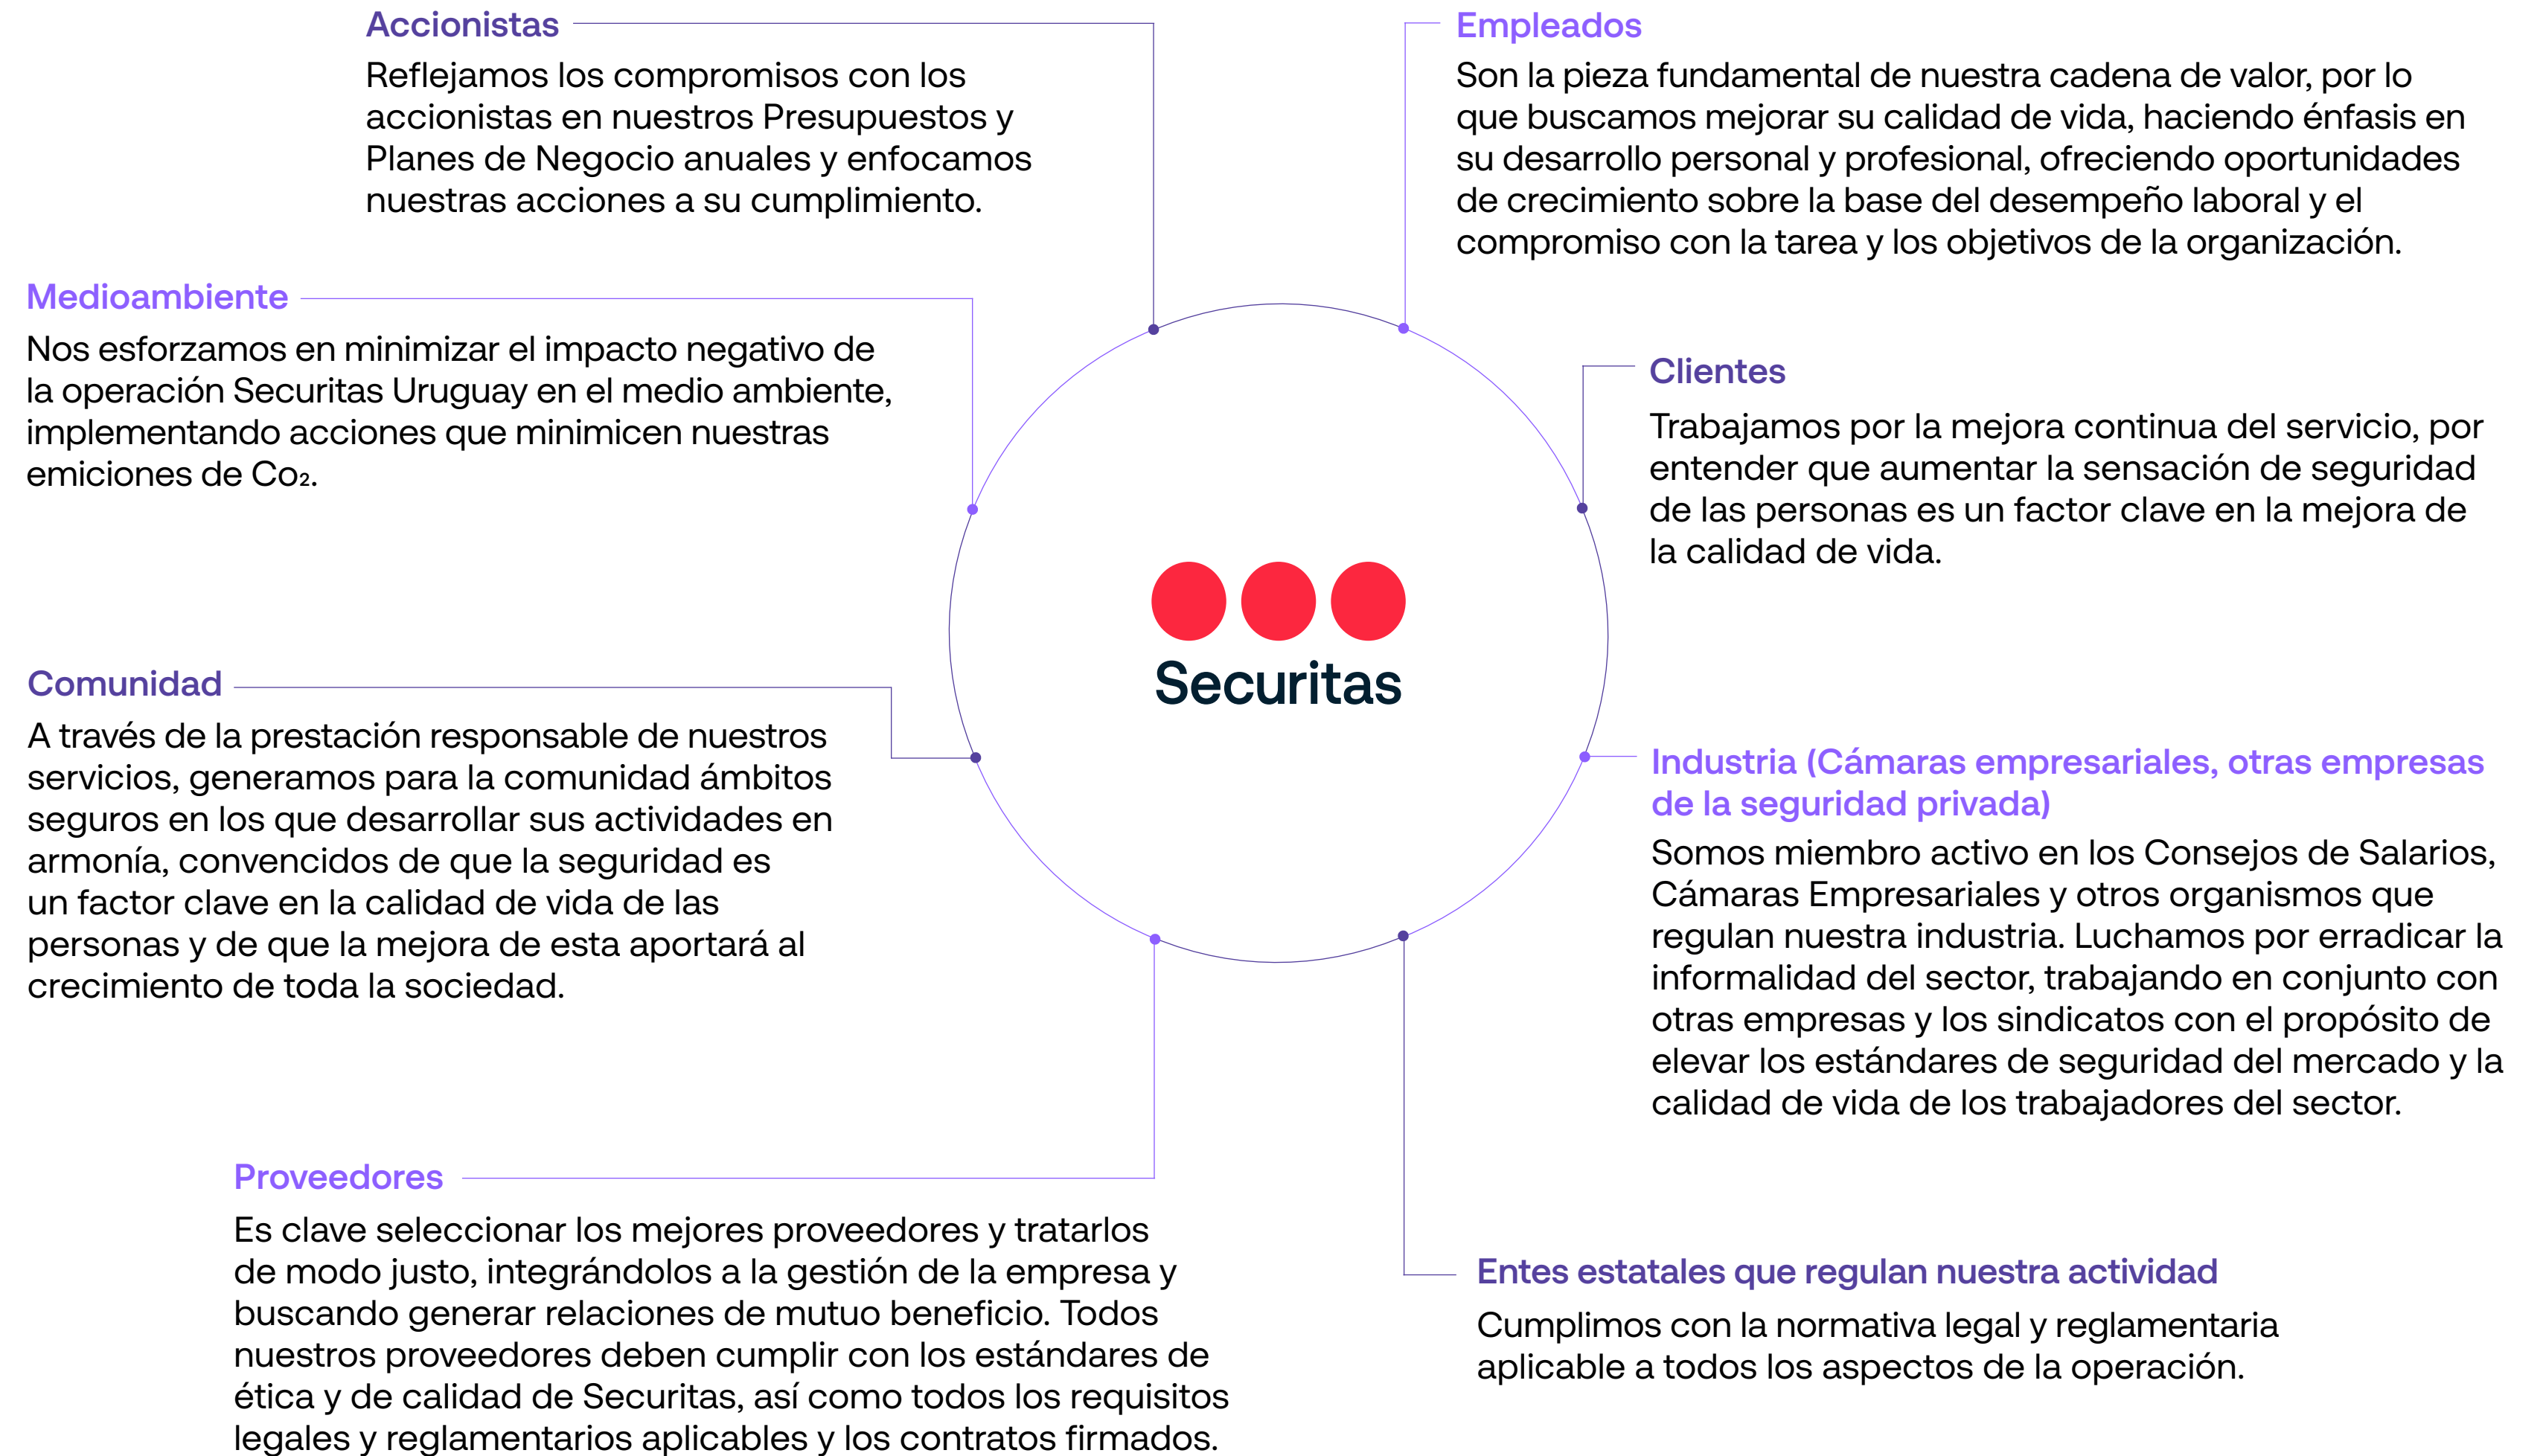 Accionistas
Reflejamos los compromisos con los
accionistas en nuestros Presupuestos y
Planes de Negocio anuales y enfocamos
nuestras acciones a su cumplimiento.
Empleados
Son la pieza fundamental de nuestra cadena de valor, por lo
que buscamos mejorar su calidad de vida, haciendo énfasis en
su desarrollo personal y profesional, ofreciendo oportunidades
de crecimiento sobre la base del desempeño laboral y el
compromiso con la tarea y los objetivos de la organización.
Medioambiente
Nos esforzamos en minimizar el impacto negativo de
la operación Securitas Uruguay en el medio ambiente,
implementando acciones que minimicen nuestras
emiciones de Co₂.
Clientes
Trabajamos por la mejora continua del servicio, por
entender que aumentar la sensación de seguridad
de las personas es un factor clave en la mejora de
la calidad de vida.
Securitas
Comunidad
A través de la prestación responsable de nuestros
servicios, generamos para la comunidad ámbitos
seguros en los que desarrollar sus actividades en
armonía, convencidos de que la seguridad es
un factor clave en la calidad de vida de las
personas y de que la mejora de esta aportará al
crecimiento de toda la sociedad.
Industria (Cámaras empresariales, otras empresas
de la seguridad privada)
Somos miembro activo en los Consejos de Salarios,
Cámaras Empresariales y otros organismos que
regulan nuestra industria. Luchamos por erradicar la
informalidad del sector, trabajando en conjunto con
otras empresas y los sindicatos con el propósito de
elevar los estándares de seguridad del mercado y la
calidad de vida de los trabajadores del sector.
Proveedores
Es clave seleccionar los mejores proveedores y tratarlos
de modo justo, integrándolos a la gestión de la empresa y
buscando generar relaciones de mutuo beneficio. Todos
nuestros proveedores deben cumplir con los estándares de
ética y de calidad de Securitas, así como todos los requisitos
legales y reglamentarios aplicables y los contratos firmados.
Entes estatales que regulan nuestra actividad
Cumplimos con la normativa legal y reglamentaria
aplicable a todos los aspectos de la operación.